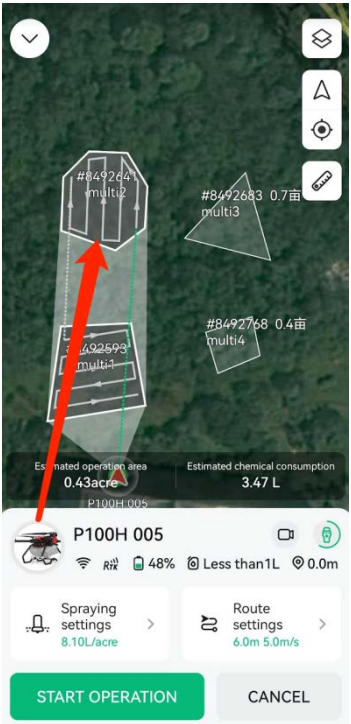 #8492641
multi2
#8492683 0.7亩
multi3
#8492768 0.4亩
multi4
#8492593
multi1
Estimated operation area
0.43acre
Estimated chemical consumption
3.47 L
P100H 005
P100H 005
RTK
48%
Less than1L
0.0m
Spraying
settings
8.10L/acre
Route
settings
6.0m 5.0m/s
START OPERATION
CANCEL